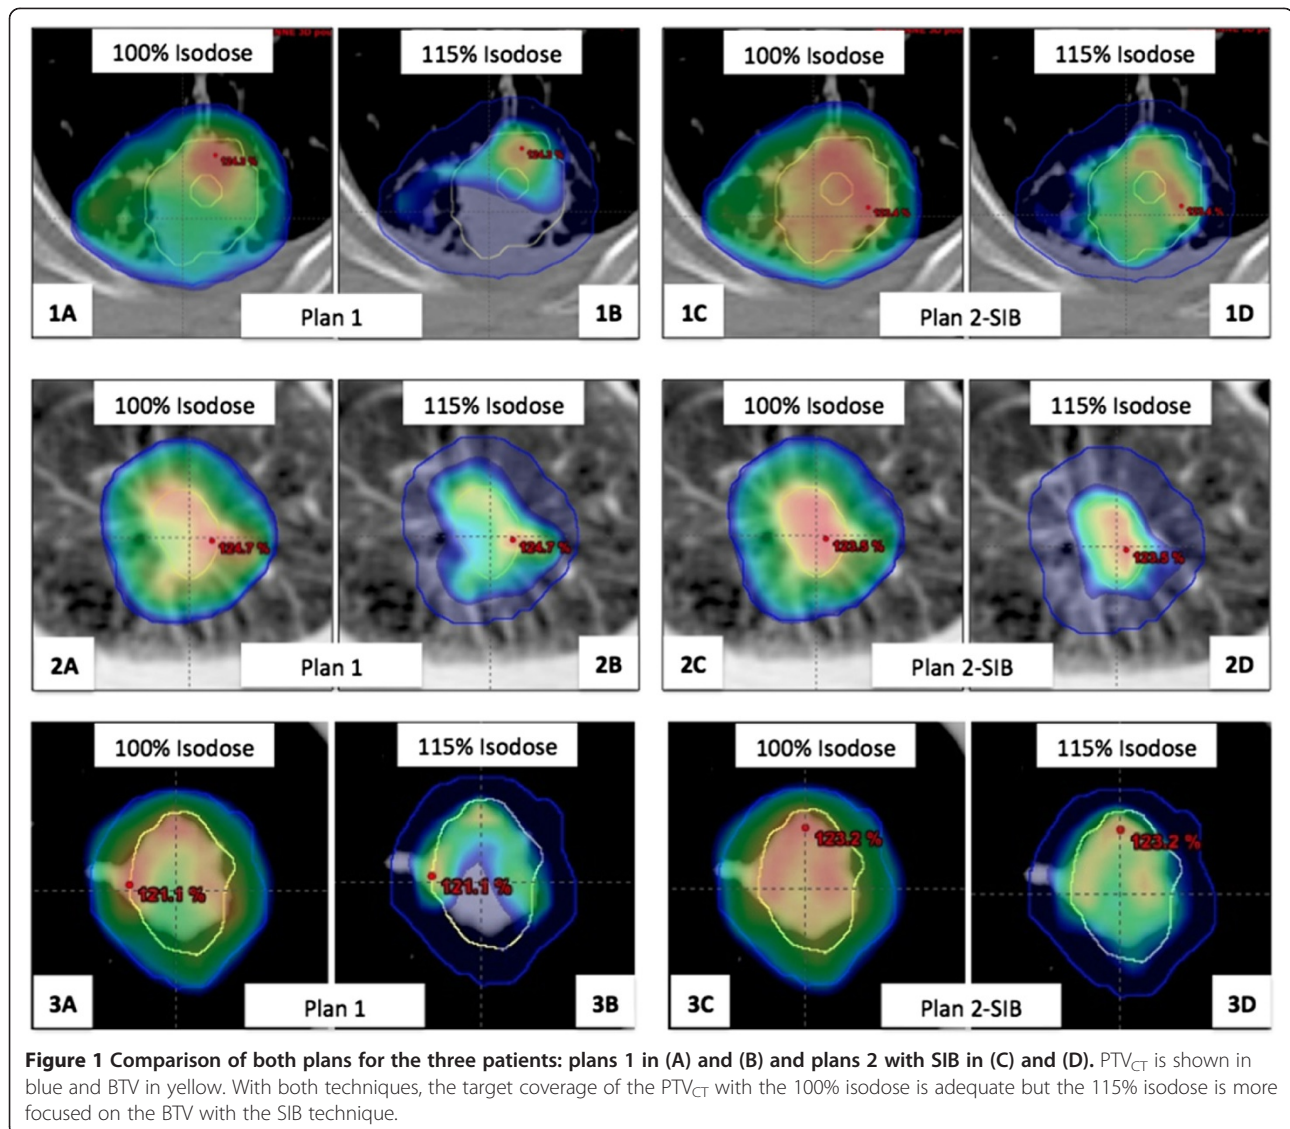 100% Isodose
115% Isodose
100% Isodose
115% Isodose
1A
Plan 1
1B
1C
Plan 2-SIB
1D
100% Isodose
115% Isodose
100% Isodose
115% Isodose
124.7 %
124.7 %
123.5 %
123.5 %
2A
Plan 1
2B
2C
Plan 2-SIB
2D
100% Isodose
115% Isodose
100% Isodose
115% Isodose
121.1 %
121.1 %
123.2 %
123.2 %
3A
Plan 1
3B
3C
Plan 2-SIB
3D
Figure 1 Comparison of both plans for the three patients: plans 1 in (A) and (B) and plans 2 with SIB in (C) and (D). PTVCT is shown in
blue and BTV in yellow. With both techniques, the target coverage of the PTVCT with the 100% isodose is adequate but the 115% isodose is more
focused on the BTV with the SIB technique.